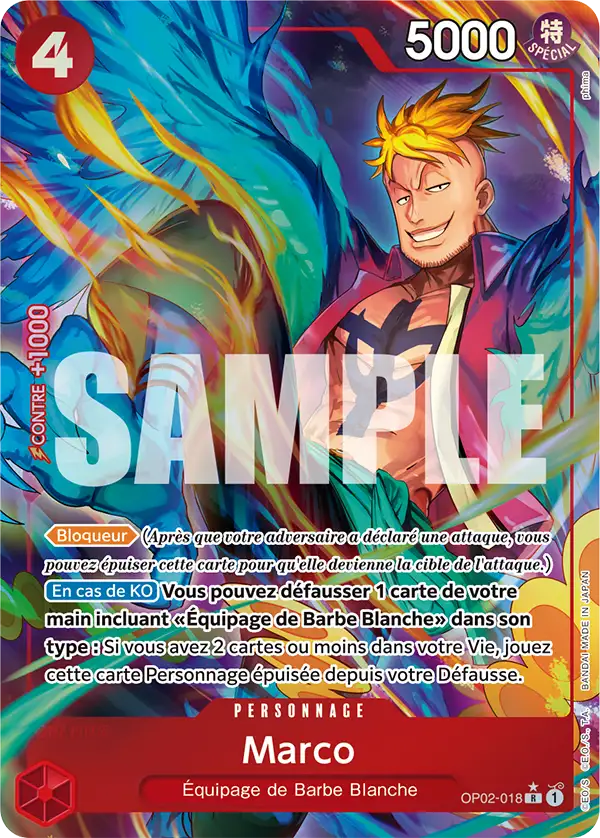 4
5000
特
SPÉCIAL
phima
CONTRE +1000
SAMPLE
Bloqueur (Après que votre adversaire a déclaré une attaque, vous
pouvez épuiser cette carte pour qu'elle devienne la cible de l'attaque.)
En cas de KO Vous pouvez défausser 1 carte de votre
main incluant «Équipage de Barbe Blanche» dans son
type : Si vous avez 2 cartes ou moins dans votre Vie, jouez
cette carte Personnage épuisée depuis votre Défausse.
©E.O/S. ©E.O./S., T.A. BANDAI MADE IN JAPAN
PERSONNAGE
Marco
Équipage de Barbe Blanche
OP02-018 R 1